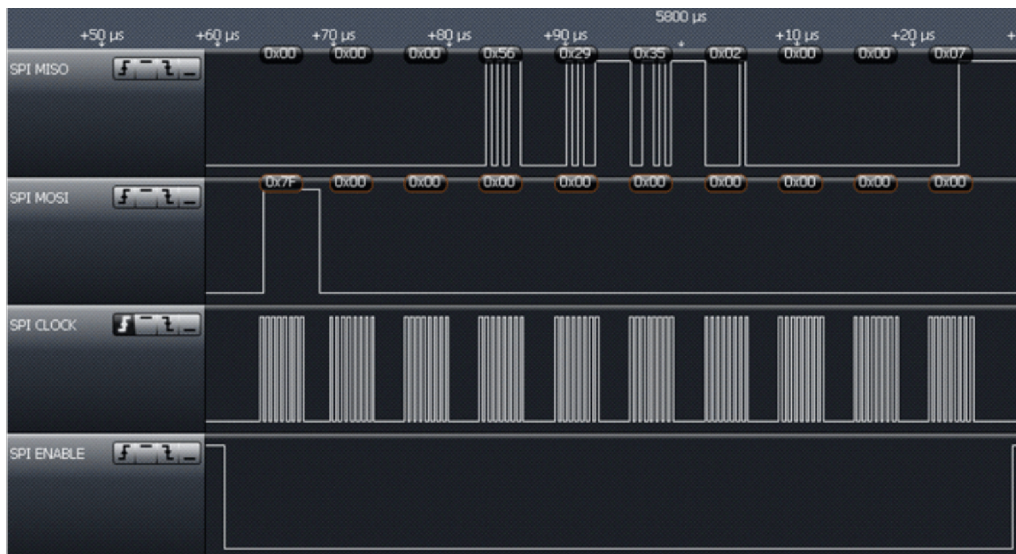 5800 µs
+50 µs +60 µs +70 µs +80 µs +90 µs +10 µs +20 µs +
SPI MISO 0x00 0x00 0x00 0x56 0x29 0x35 0x02 0x00 0x00 0x07
SPI MOSI 0x7F 0x00 0x00 0x00 0x00 0x00 0x00 0x00 0x00 0x00
SPI CLOCK
SPI ENABLE